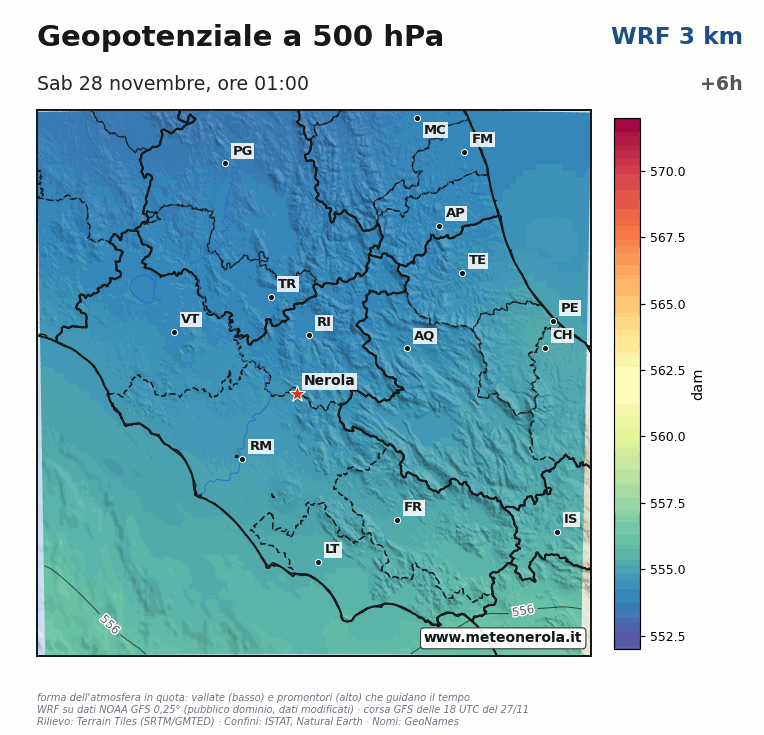 Geopotenziale a 500 hPa
WRF 3 km
Sab 28 novembre, ore 01:00
+6h
MC
FM
PG
AP
TE
TR
PE
VT
RI
AQ
CH
Nerola
RM
FR
IS
LT
556
556
www.meteonerola.it
570.0
567.5
565.0
562.5
560.0
557.5
555.0
552.5
dam
forma dell'atmosfera in quota: vallate (basso) e promontori (alto) che guidano il tempo
WRF su dati NOAA GFS 0,25° (pubblico dominio, dati modificati) · corsa GFS delle 18 UTC del 27/11
Rilievo: Terrain Tiles (SRTM/GMTED) · Confini: ISTAT, Natural Earth · Nomi: GeoNames